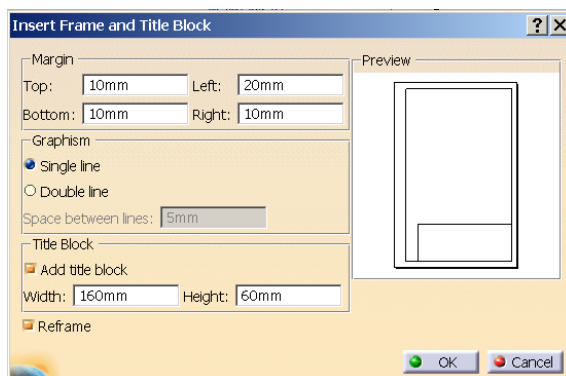 Insert Frame and Title Block ? X
Margin
Top: 10mm Left: 20mm
Bottom: 10mm Right: 10mm
Graphism
Single line
Double line
Space between lines: 5mm
Title Block
Add title block
Width: 160mm Height: 60mm
Reframe
Preview
OK Cancel